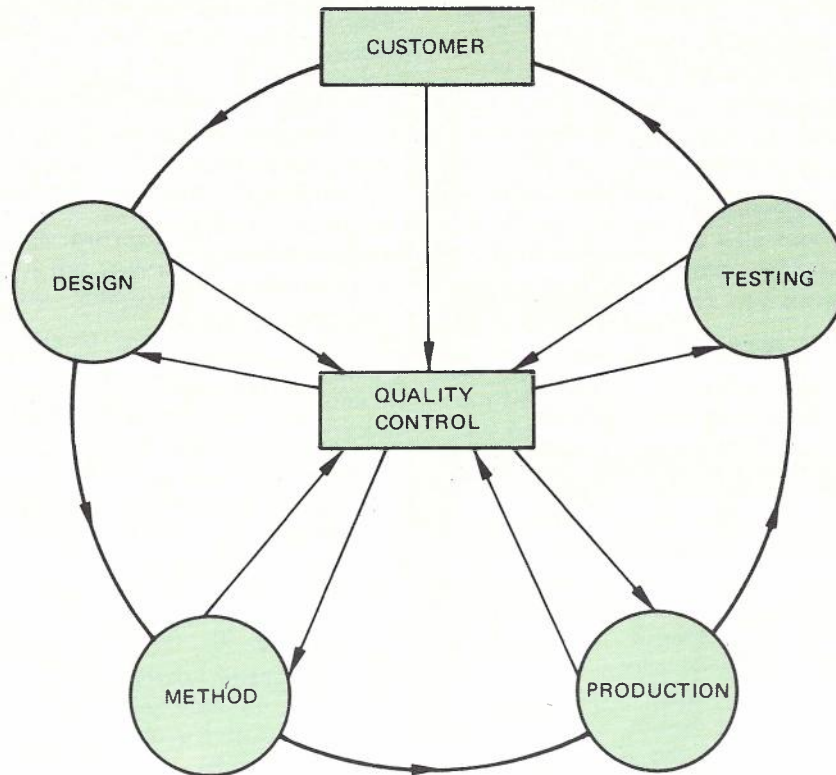 CUSTOMER
DESIGN
TESTING
QUALITY
CONTROL
METHOD
PRODUCTION